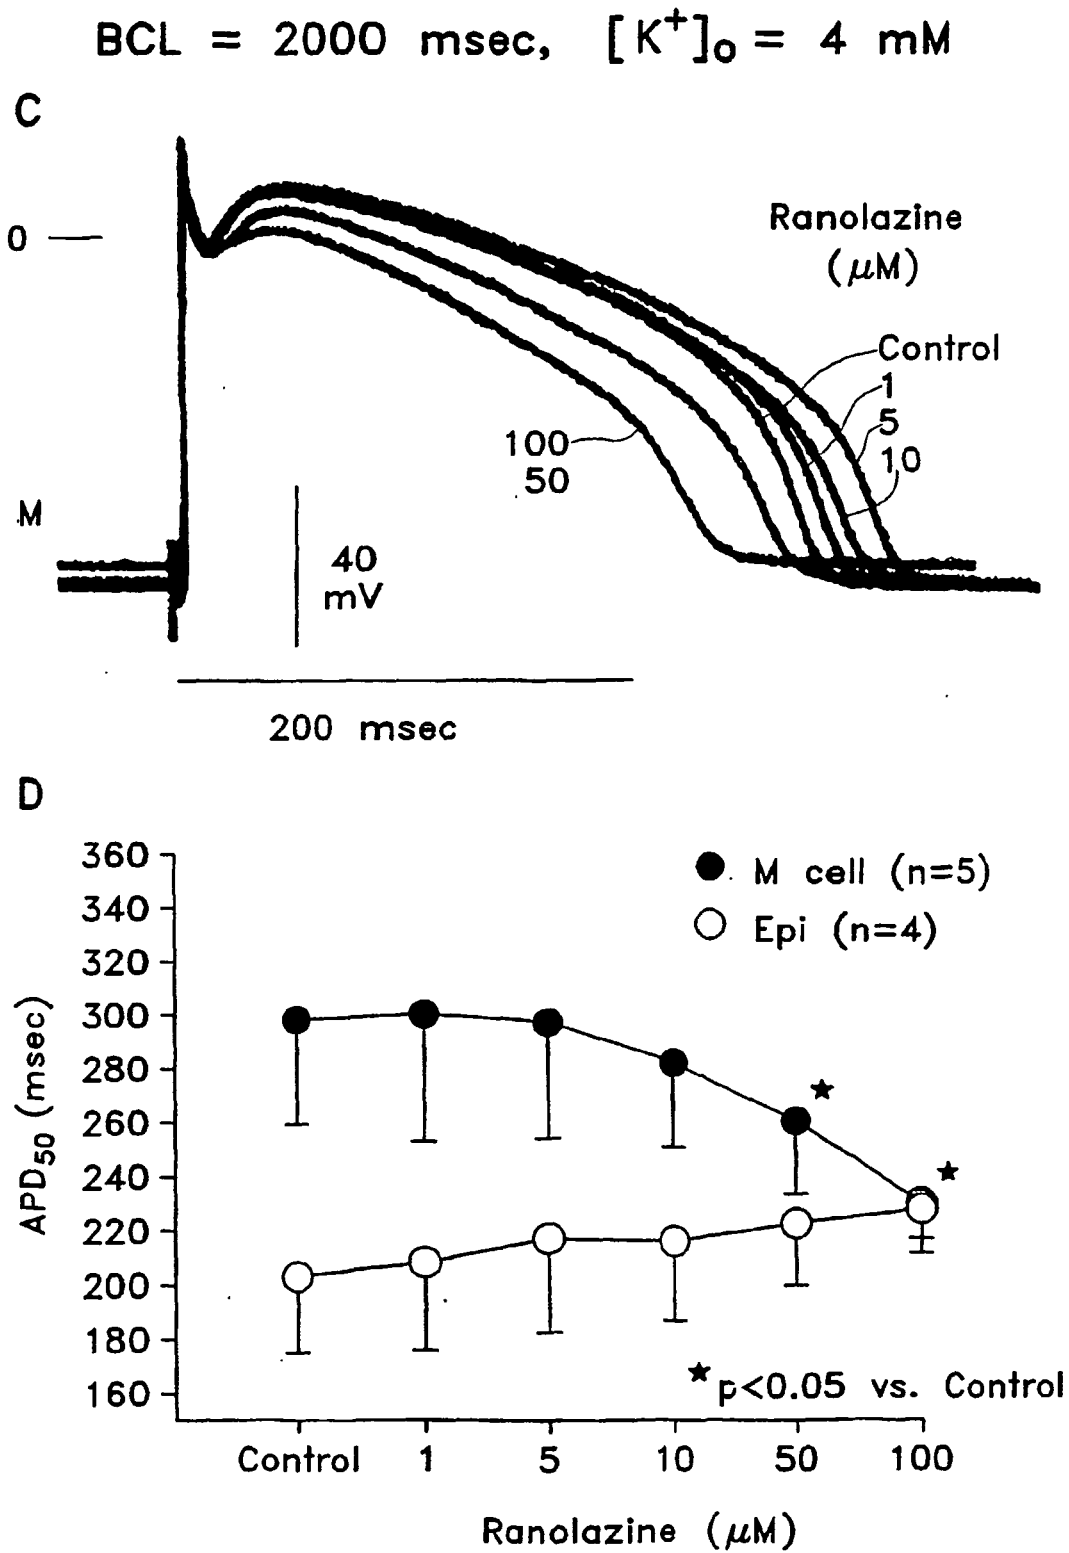 BCL = 2000 msec, [K⁺]₀ = 4 mM
C
0
Ranolazine
(μM)
Control
1
5
10
100
50
M
40
mV
200 msec
D
360
340
320
300
280
260
240
220
200
180
160
APD₅₀ (msec)
M cell (n=5)
Epi (n=4)
★
★
★p<0.05 vs. Control
Control 1 5 10 50 100
Ranolazine (μM)